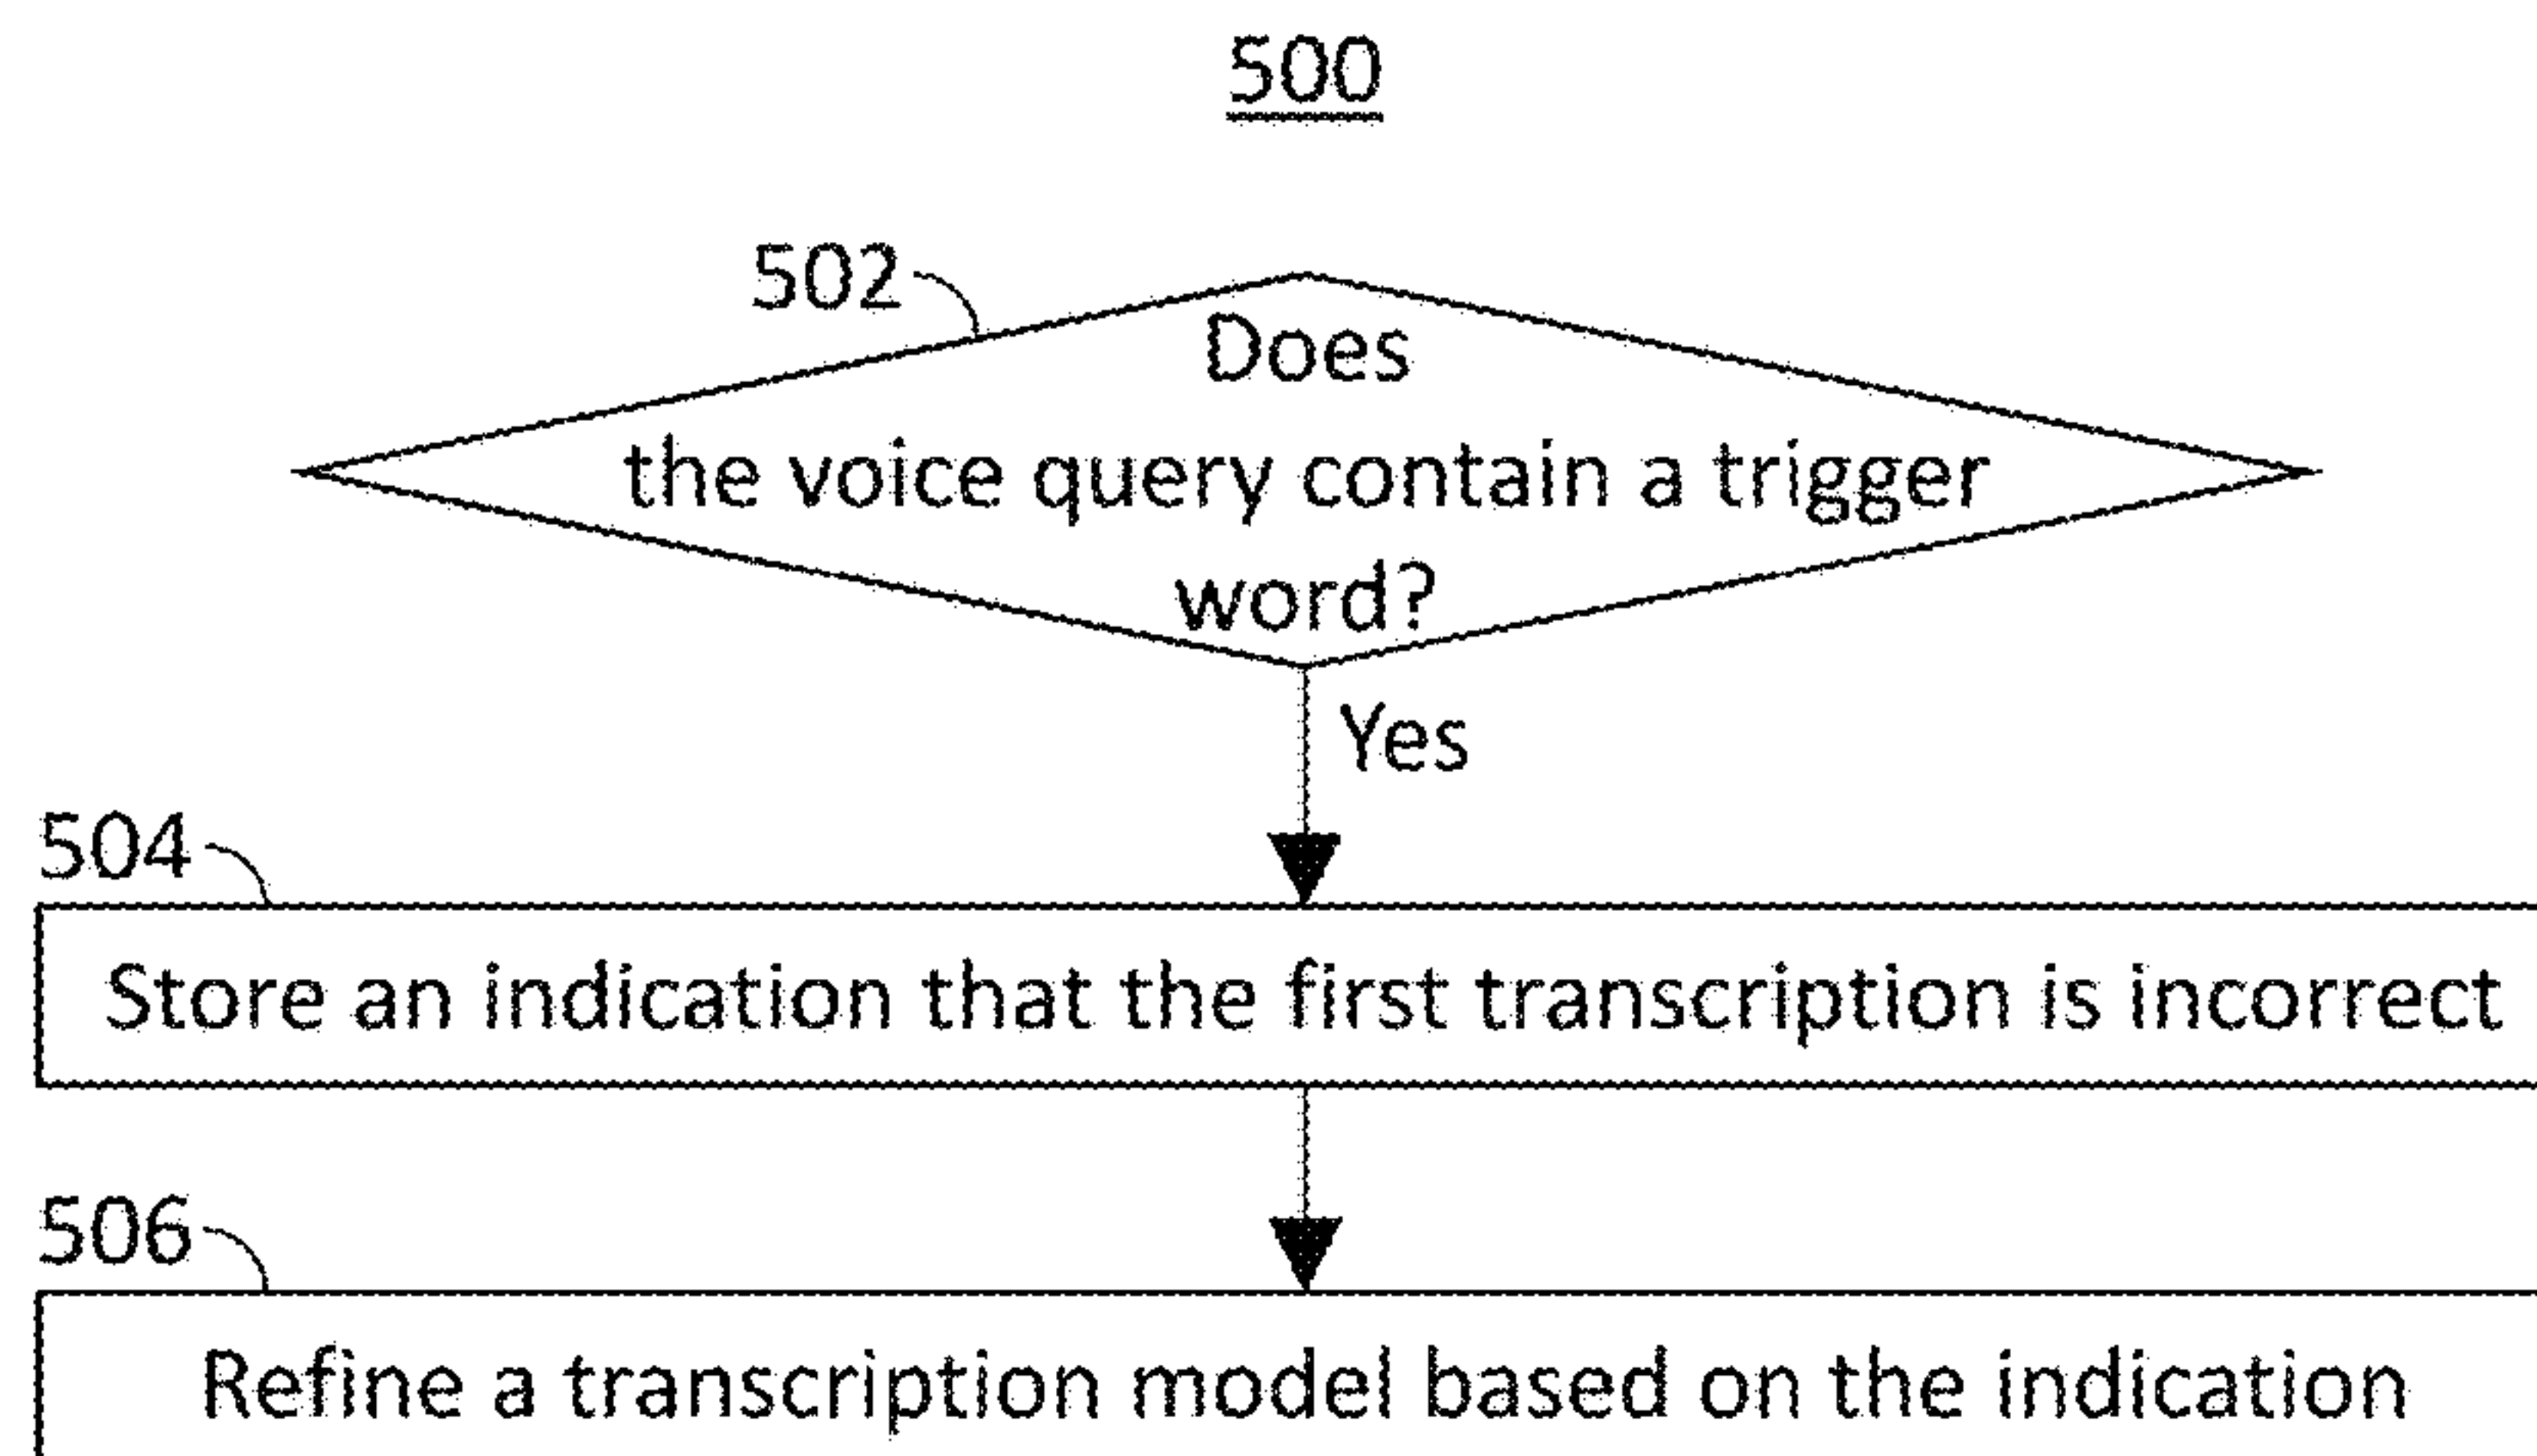 500
502
Does
the voice query contain a trigger
word?
Yes
504
Store an indication that the first transcription is incorrect
506
Refine a transcription model based on the indication